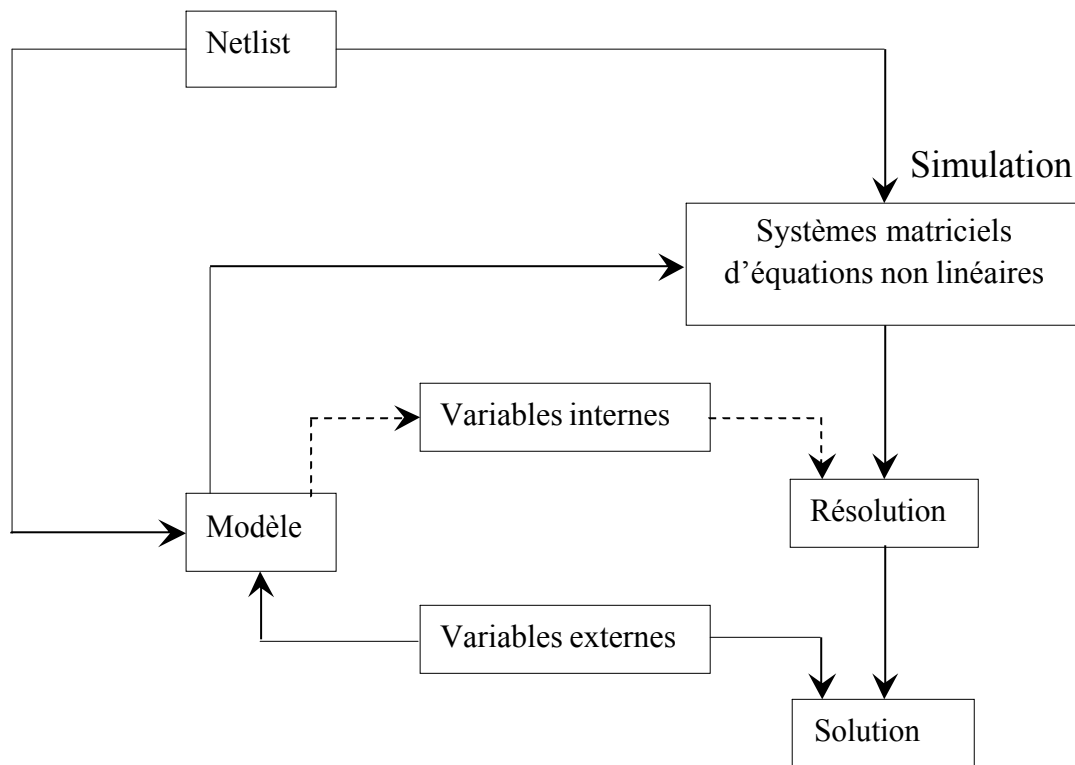 Netlist
Simulation
Systèmes matriciels
d’équations non linéaires
Variables internes
Modèle
Résolution
Variables externes
Solution